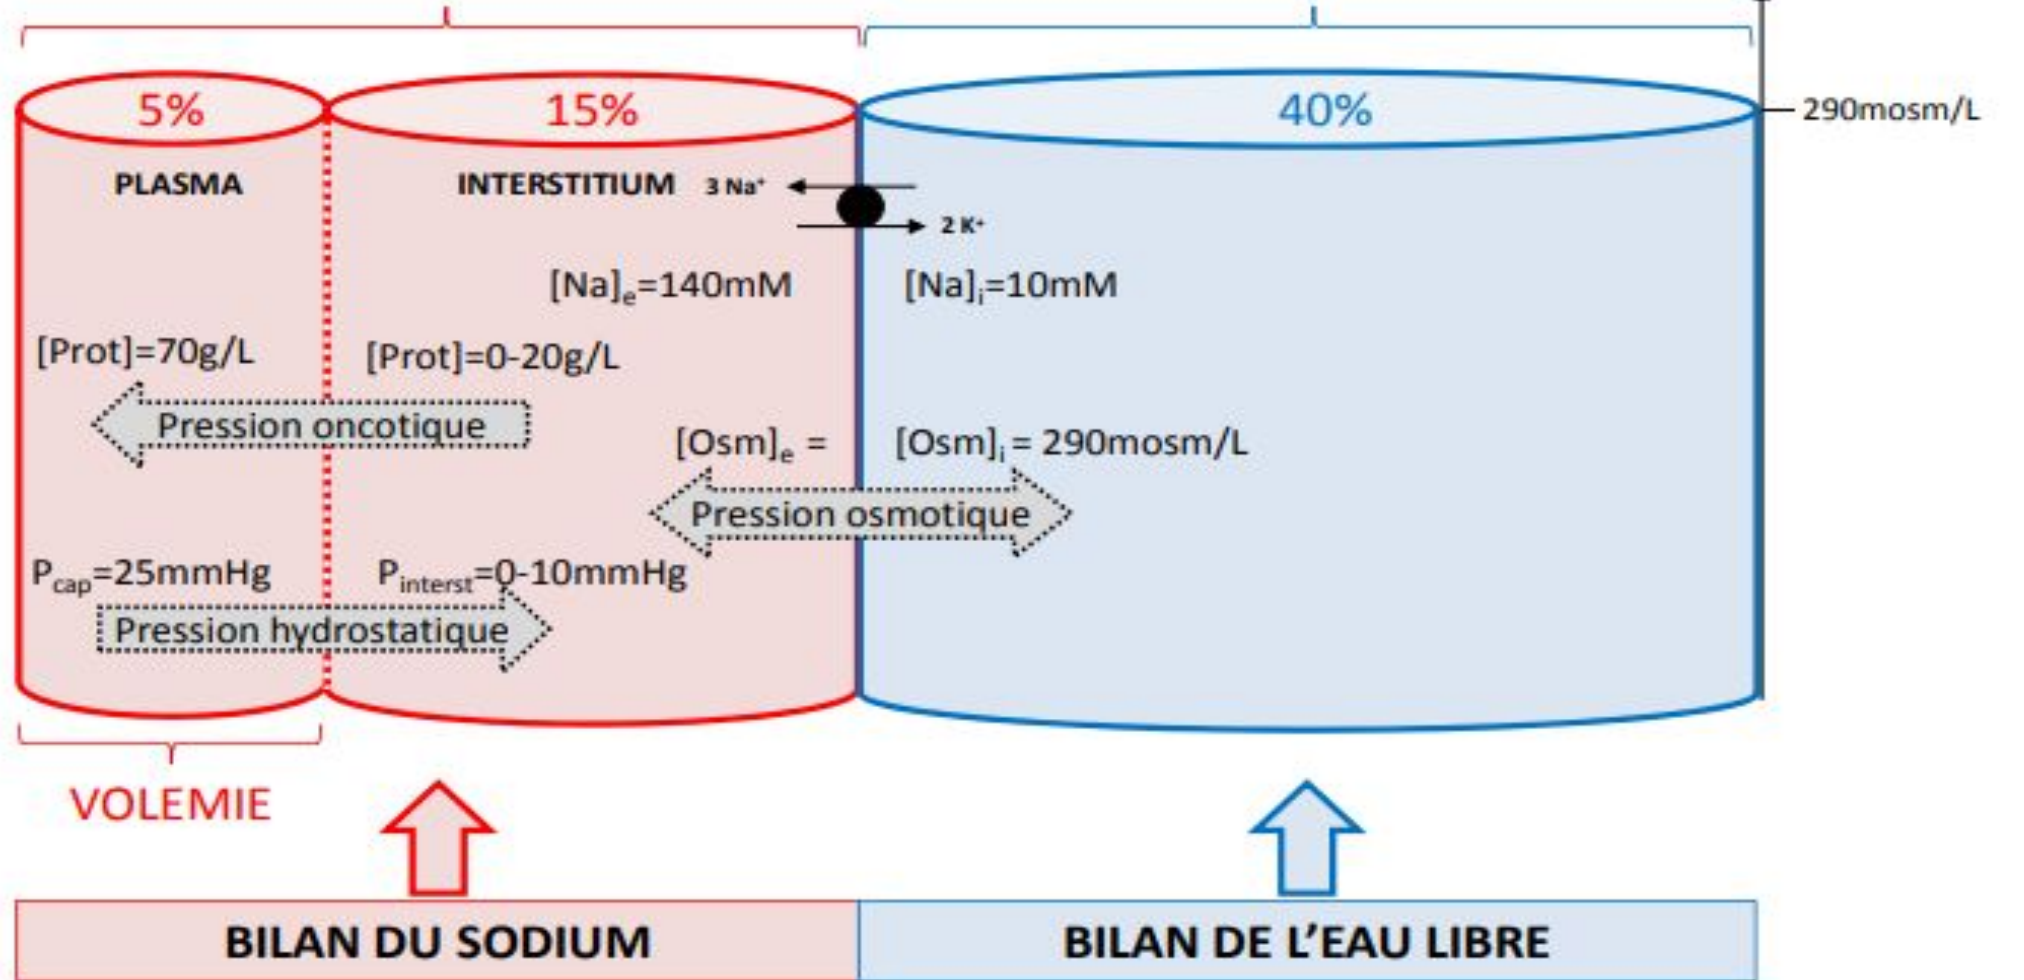 5% 15% 40% 290mosm/L
PLASMA INTERSTITIUM 3 Na⁺
2 K⁺
[Na]ₑ=140mM [Na]ᵢ=10mM
[Prot]=70g/L [Prot]=0-20g/L
Pression oncotique
[Osm]ₑ = [Osm]ᵢ = 290mosm/L
Pression osmotique
P_cap=25mmHg P_interst=0-10mmHg
Pression hydrostatique
VOLEMIE
BILAN DU SODIUM BILAN DE L’EAU LIBRE